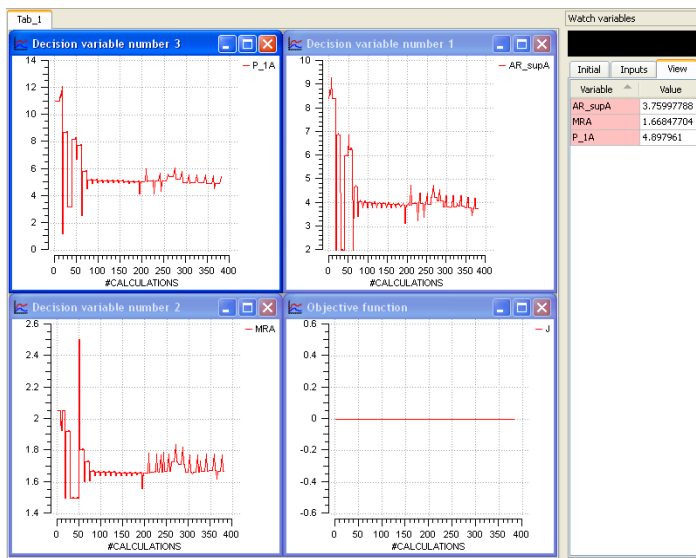 Tab_1
Decision variable number 3
P_1A
14
12
10
8
6
4
2
0
0 50 100 150 200 250 300 350 400
#CALCULATIONS
Decision variable number 1
AR_supA
10
9
8
7
6
5
4
3
2
0 50 100 150 200 250 300 350 400
#CALCULATIONS
Decision variable number 2
MRA
2.6
2.4
2.2
2
1.8
1.6
1.4
0 50 100 150 200 250 300 350 400
#CALCULATIONS
Objective function
J
0.6
0.4
0.2
0
-0.2
-0.4
-0.6
0 50 100 150 200 250 300 350 400
#CALCULATIONS
Watch variables
Initial Inputs View
Variable Value
AR_supA 3.75997788
MRA 1.66847704
P_1A 4.897961